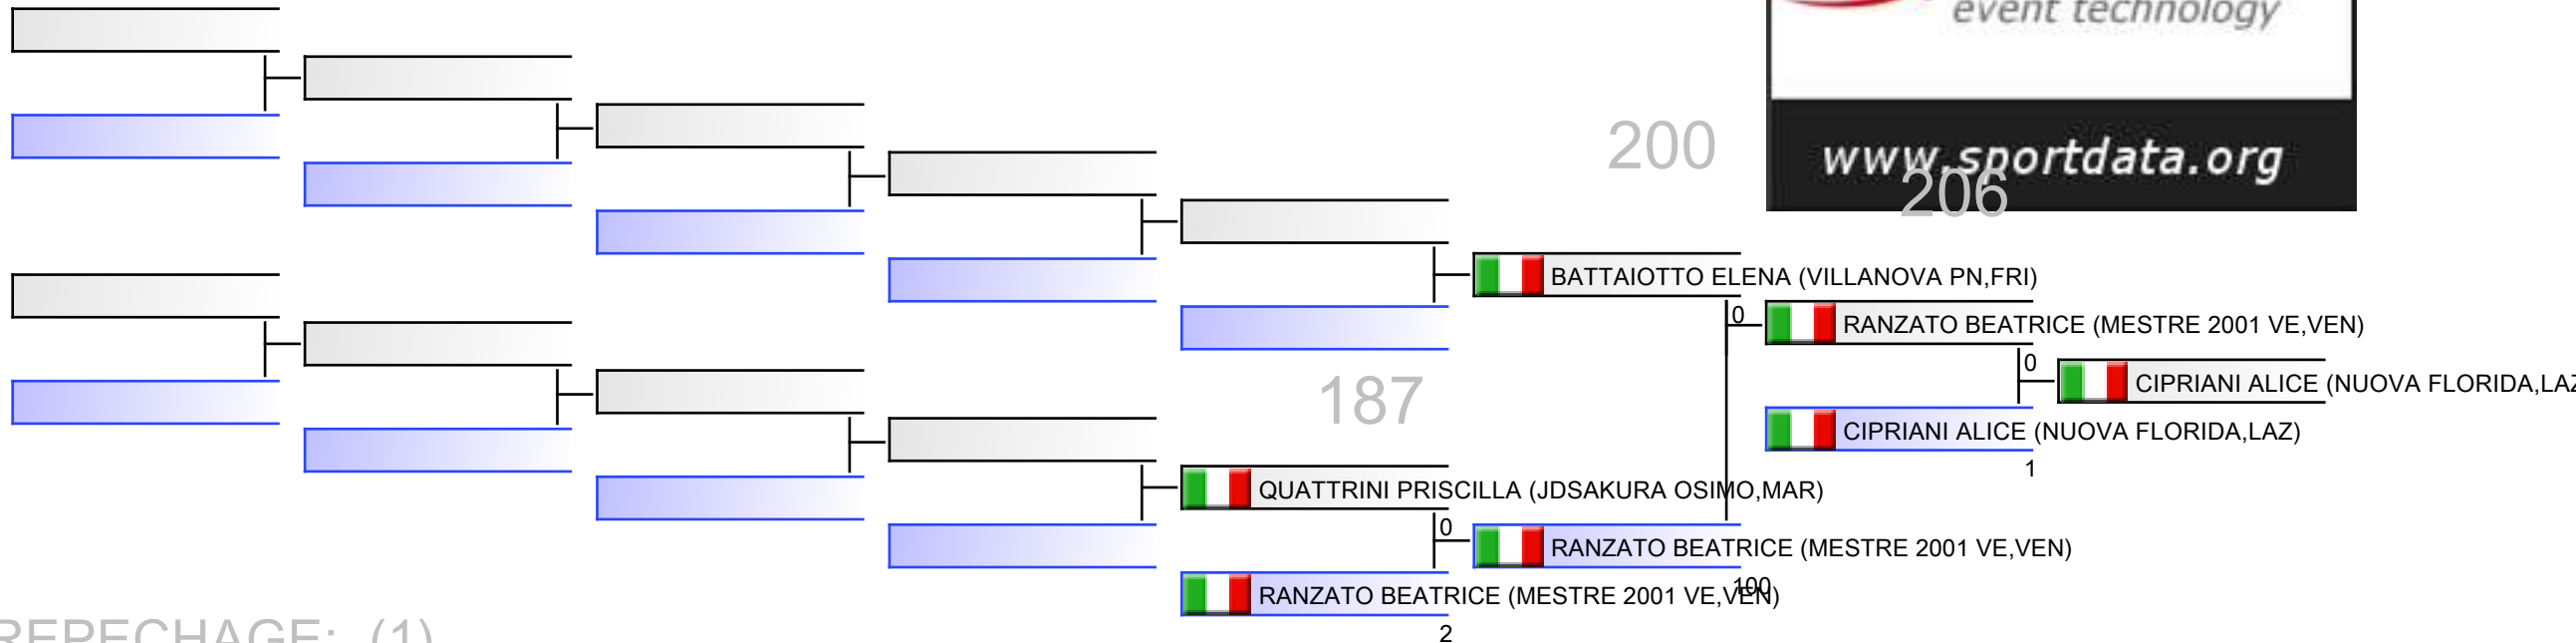 event technology
200
www.sportdata.org
206
BATTAIOTTO ELENA (VILLANOVA PN,FRI)
0
RANZATO BEATRICE (MESTRE 2001 VE,VEN)
0
CIPRIANI ALICE (NUOVA FLORIDA,LAZ
187
CIPRIANI ALICE (NUOVA FLORIDA,LAZ)
1
QUATTRINI PRISCILLA (JDSAKURA OSIMO,MAR)
0
RANZATO BEATRICE (MESTRE 2001 VE,VEN)
100
RANZATO BEATRICE (MESTRE 2001 VE,VEN)
2
REPECHAGE: (1)